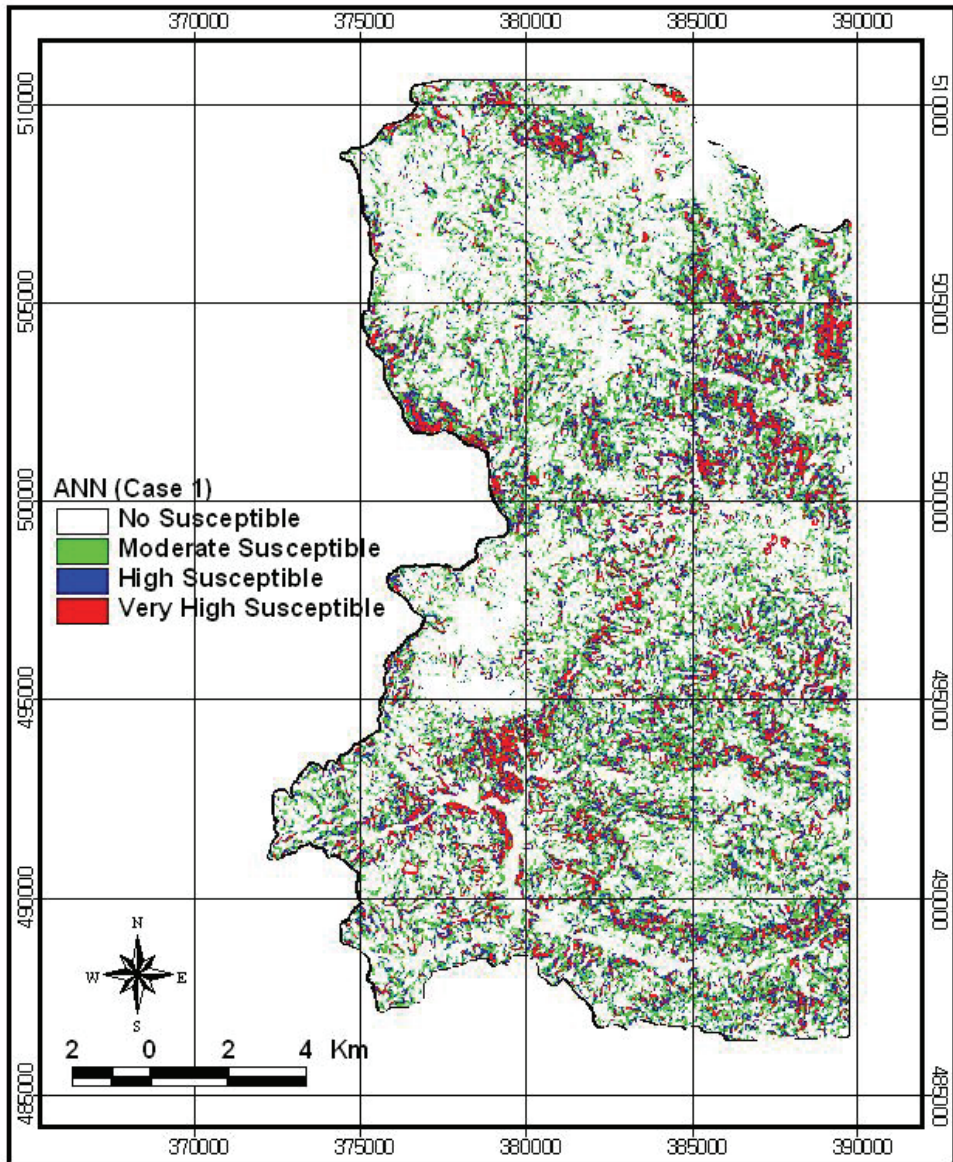 370000 375000 380000 385000 390000
510000 510000
505000 505000
ANN (Case 1)
No Susceptible
Moderate Susceptible
High Susceptible
Very High Susceptible
500000 500000
495000 495000
490000 490000
N
W E
S
2 0 2 4 Km
485000 485000
370000 375000 380000 385000 390000